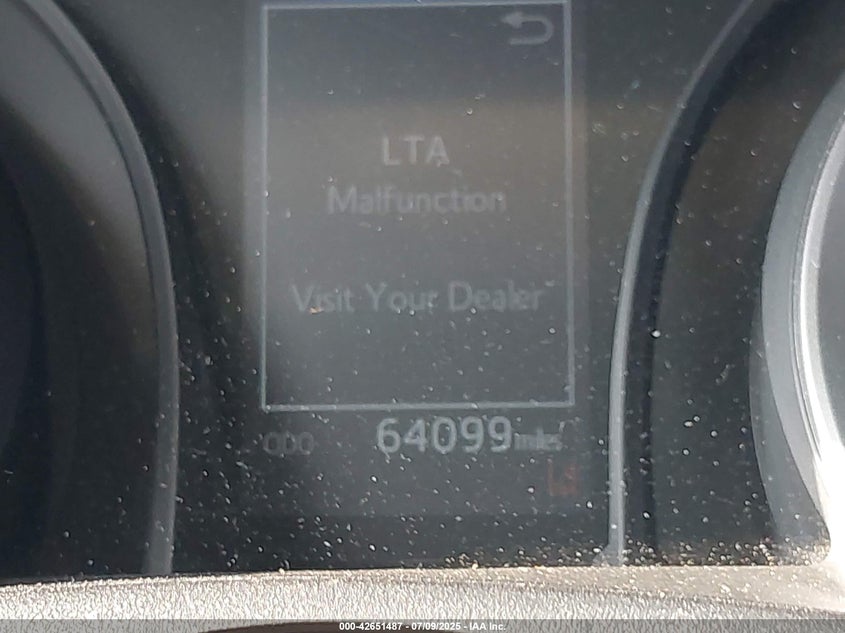 LTA
Malfunction
Visit Your Dealer
ODO 64099 miles
000-42651487 - 07/09/2025 - IAA Inc.